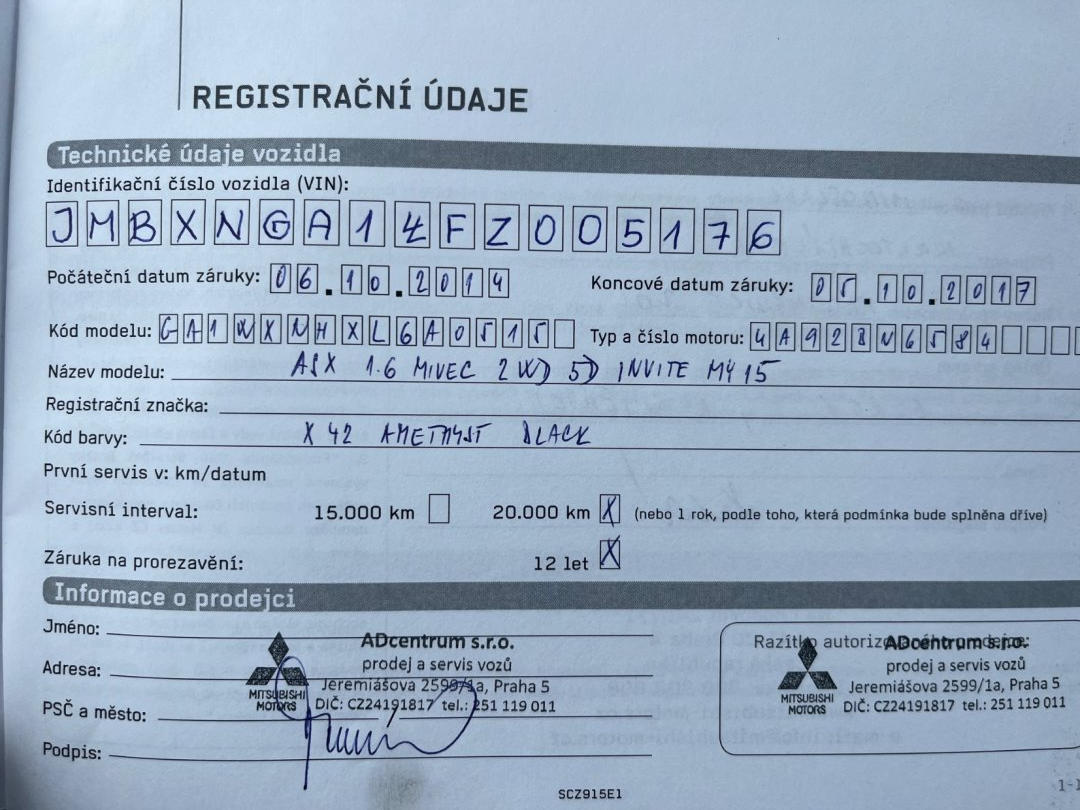 REGISTRAČNÍ ÚDAJE
Technické údaje vozidla
Identifikační číslo vozidla (VIN):
JMBXNGA14FZ005176
Počáteční datum záruky: 06.10.2014 Koncové datum záruky: 05.10.2017
Kód modelu: GA1WXNHXL6A0515 Typ a číslo motoru: 4A92BN6584
Název modelu: ASX 1.6 MIVEC 2WD 5D INVITE MY15
Registrační značka:
Kód barvy: X 42 AMETHYST BLACK
První servis v: km/datum
Servisní interval: 15.000 km 20.000 km X (nebo 1 rok, podle toho, která podmínka bude splněna dříve)
Záruka na prorezavění: 12 let X
Informace o prodejci
Jméno:
Adresa:
PSČ a město:
Podpis:
MITSUBISHI
MOTORS
ADcentrum s.r.o.
prodej a servis vozů
Jeremiášova 2599/1a, Praha 5
DIČ: CZ24191817 tel.: 251 119 011
Razítko
ADcentrum s.r.o.
prodej a servis vozů
MITSUBISHI
MOTORS
Jeremiášova 2599/1a, Praha 5
DIČ: CZ24191817 tel.: 251 119 011
SCZ915E1